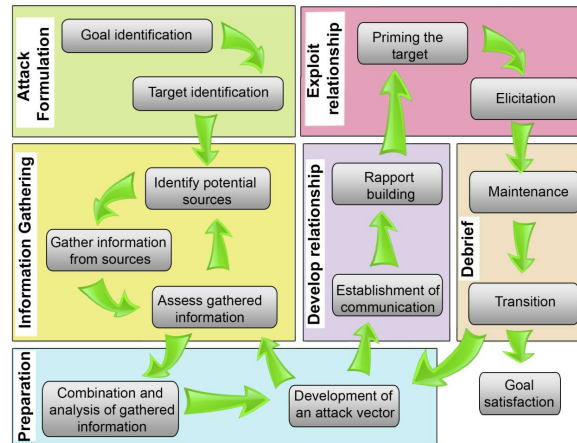 Attack
Formulation
Goal identification
Target identification
Exploit
relationship
Priming the
target
Elicitation
Information Gathering
Identify potential
sources
Gather information
from sources
Assess gathered
information
Develop relationship
Rapport
building
Establishment of
communication
Debrief
Maintenance
Transition
Goal
satisfaction
Preparation
Combination and
analysis of gathered
information
Development of
an attack vector